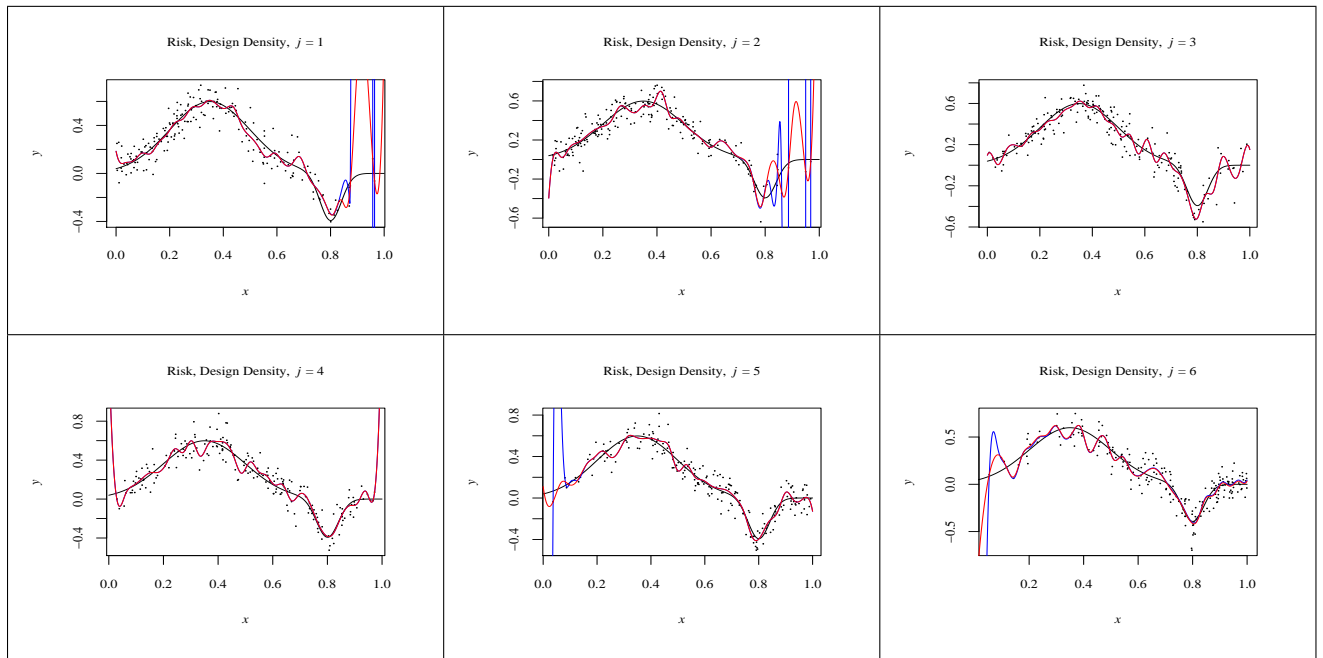 Risk, Design Density, j = 1
0.4
0.0
−0.4
y
0.0 0.2 0.4 0.6 0.8 1.0
x
Risk, Design Density, j = 2
0.6
0.2
−0.2
−0.6
y
0.0 0.2 0.4 0.6 0.8 1.0
x
Risk, Design Density, j = 3
0.6
0.2
−0.2
−0.6
y
0.0 0.2 0.4 0.6 0.8 1.0
x
Risk, Design Density, j = 4
0.8
0.4
0.0
−0.4
y
0.0 0.2 0.4 0.6 0.8 1.0
x
Risk, Design Density, j = 5
0.8
0.4
0.0
−0.4
y
0.0 0.2 0.4 0.6 0.8 1.0
x
Risk, Design Density, j = 6
0.5
0.0
−0.5
y
0.2 0.4 0.6 0.8 1.0
x